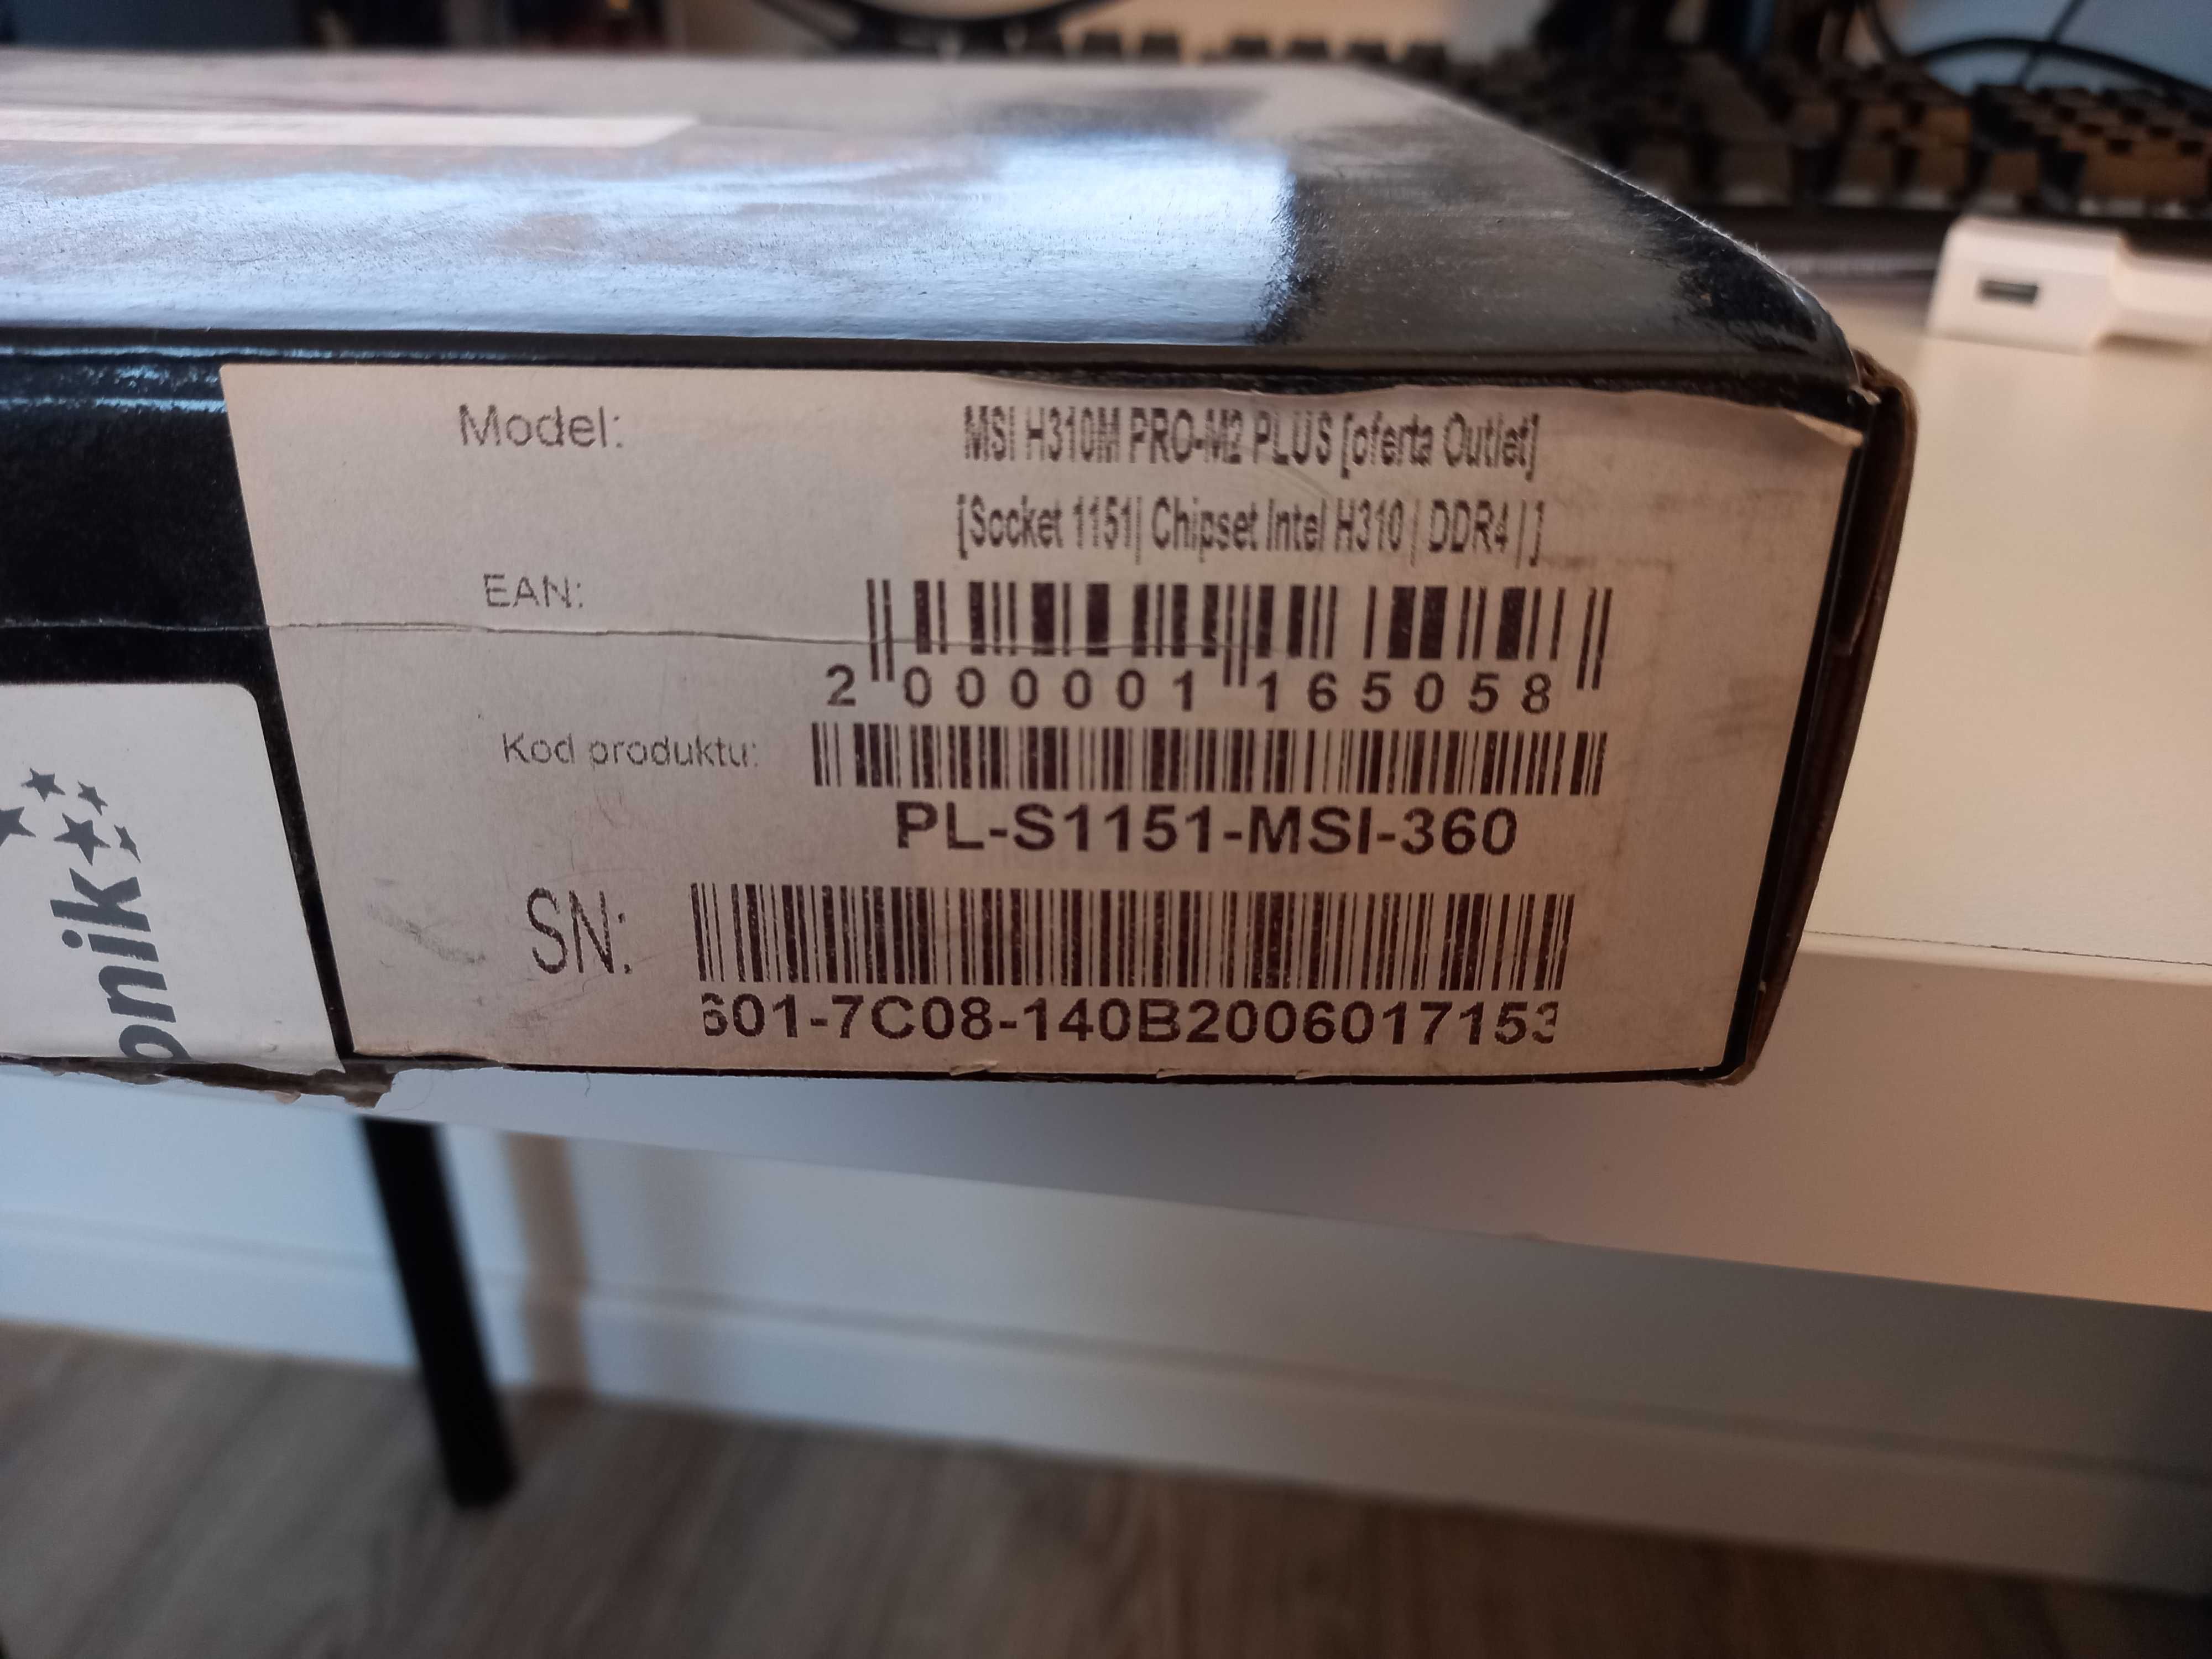 Model: MSI H310M PRO-M2 PLUS [oferta Outlet]
[Socket 1151| Chipset Intel H310 | DDR4 | ]
EAN:
2 000001 165058
Kod produktu:
PL-S1151-MSI-360
SN:
601-7C08-140B2006017153
onik